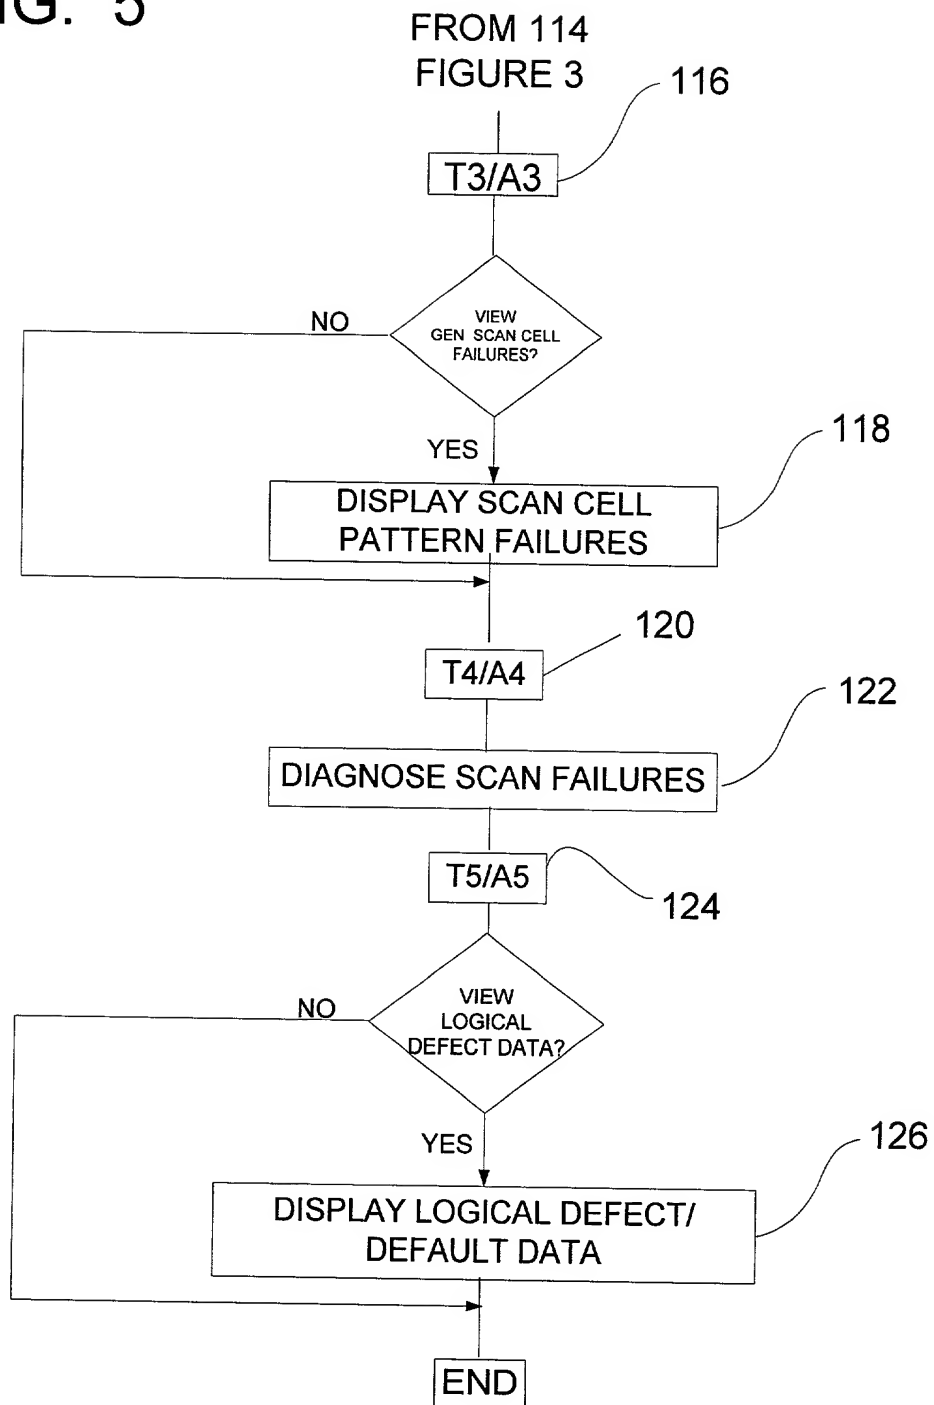 FIG. 5
FROM 114
FIGURE 3
116
T3/A3
VIEW
GEN SCAN CELL
FAILURES?
NO
YES
118
DISPLAY SCAN CELL
PATTERN FAILURES
120
T4/A4
122
DIAGNOSE SCAN FAILURES
T5/A5
124
VIEW
LOGICAL
DEFECT DATA?
NO
YES
126
DISPLAY LOGICAL DEFECT/
DEFAULT DATA
END